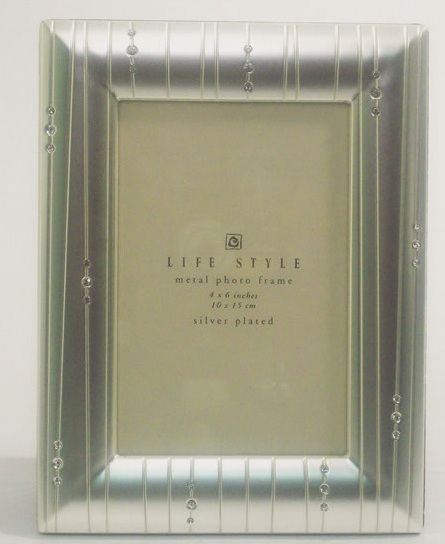 LIFE STYLE
metal photo frame
4 x 6 inches
10 x 15 cm
silver plated